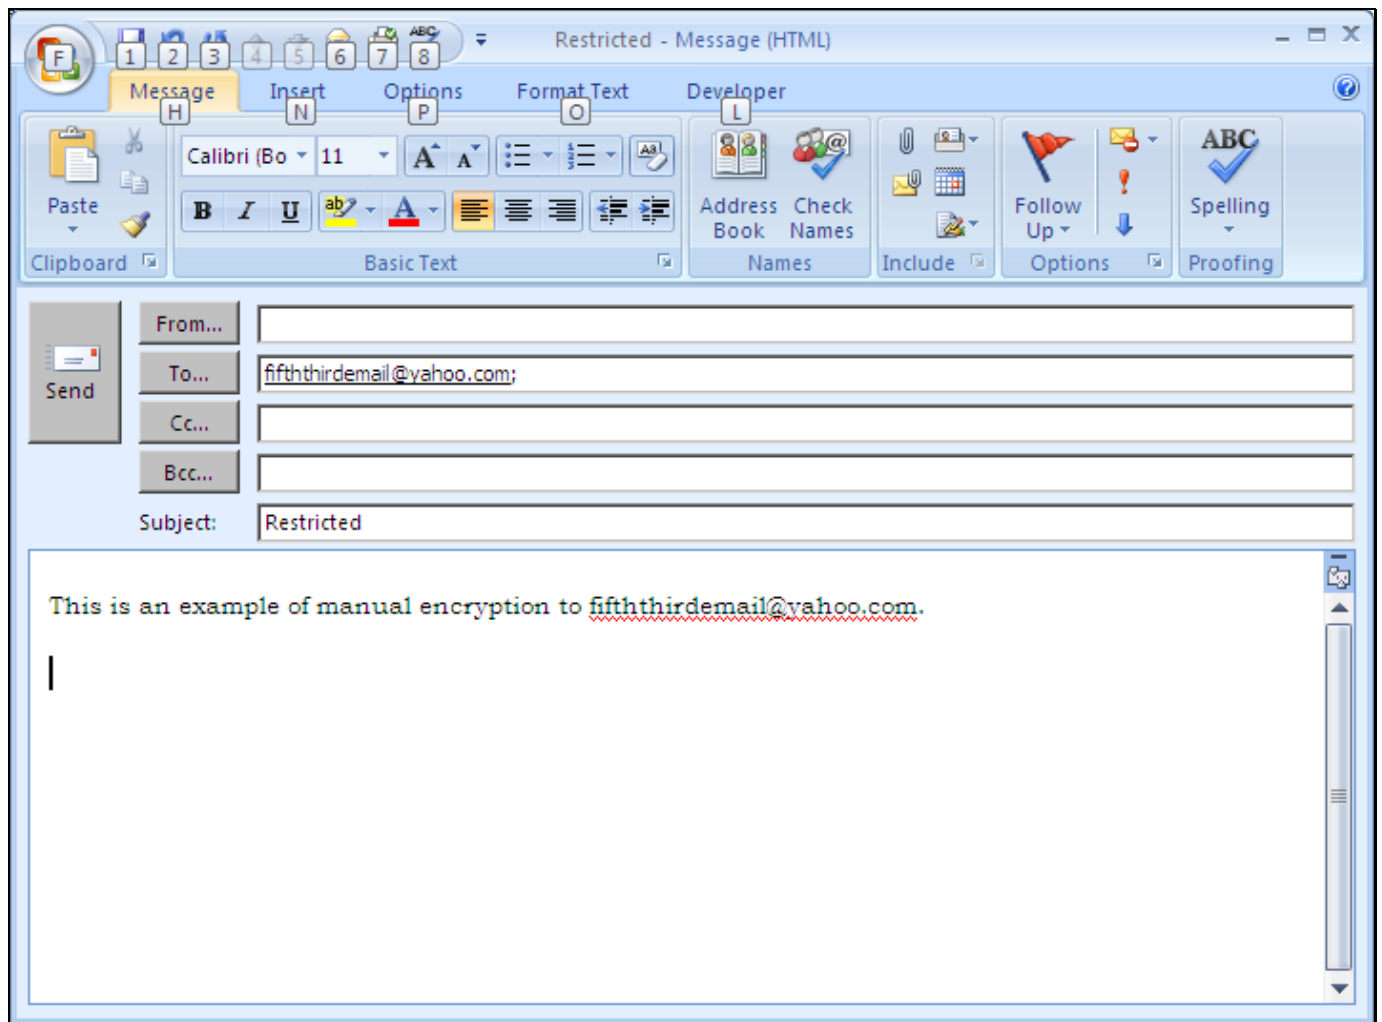 Restricted - Message (HTML)
F 1 2 3 4 5 6 7 ABC 8
Message Insert Options Format Text Developer
H N P O L
Calibri (Bo 11 A A Aa ABC
Paste B I U ab A Address Book Check Names Follow Up Spelling
Clipboard Basic Text Names Include Options Proofing
From...
Send To... fifththirdemail@yahoo.com;
Cc...
Bcc...
Subject: Restricted
This is an example of manual encryption to fifththirdemail@yahoo.com.